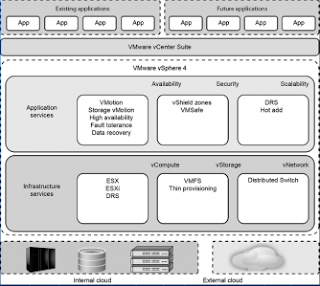 Existing applications
Future applications
App App App App App App App App
VMware vCenter Suite
VMware vSphere 4
Availability Security Scalability
Application
services
VMotion
Storage vMotion
High availability
Fault tolerance
Data recovery
vShield zones
VMSafe
DRS
Hot add
vCompute vStorage vNetwork
Infrastructure
services
ESX
ESXi
DRS
VMFS
Thin provisioning
Distributed Switch
Internal cloud
External cloud